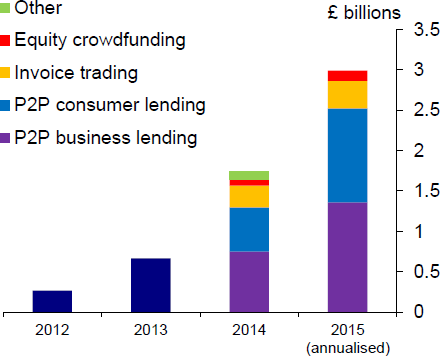 Other
£ billions
Equity crowdfunding
Invoice trading
P2P consumer lending
P2P business lending
3.5
3
2.5
2
1.5
1
0.5
0
2012
2013
2014
2015
(annualised)